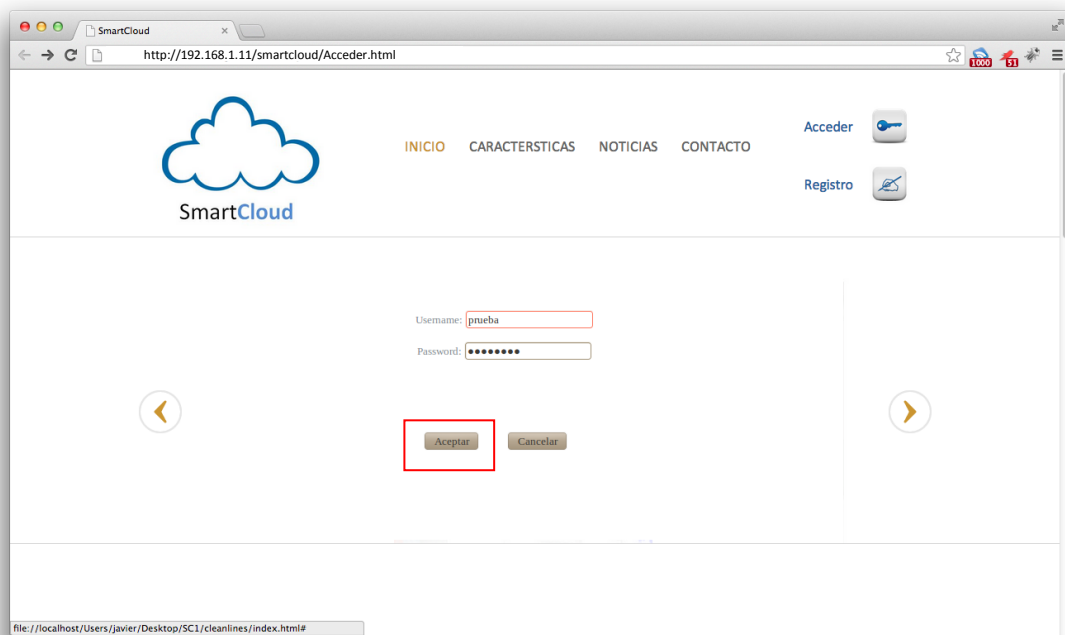 SmartCloud
http://192.168.1.11/smartcloud/Acceder.html
1000
51
SmartCloud
INICIO CARACTERSTICAS NOTICIAS CONTACTO
Acceder
Registro
Username: prueba
Password: ●●●●●●●●
Aceptar Cancelar
file://localhost/Users/javier/Desktop/SC1/cleanlines/index.html#